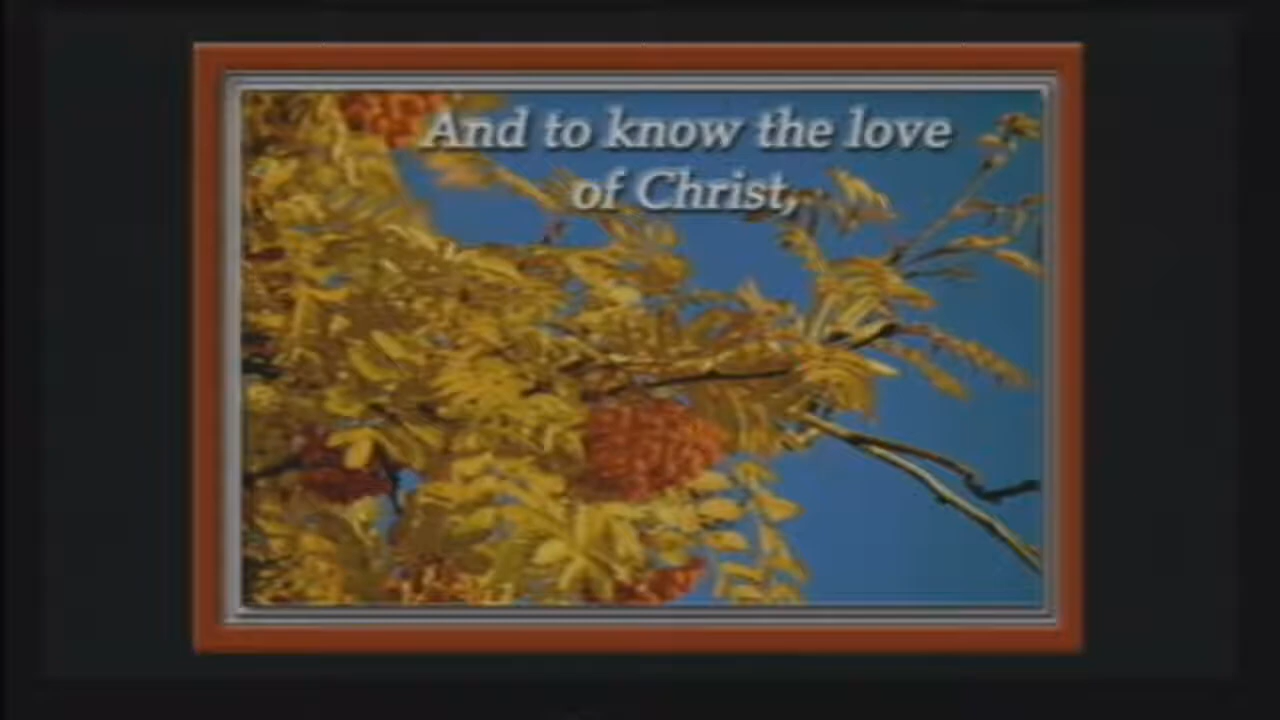 And to know the love
of Christ,